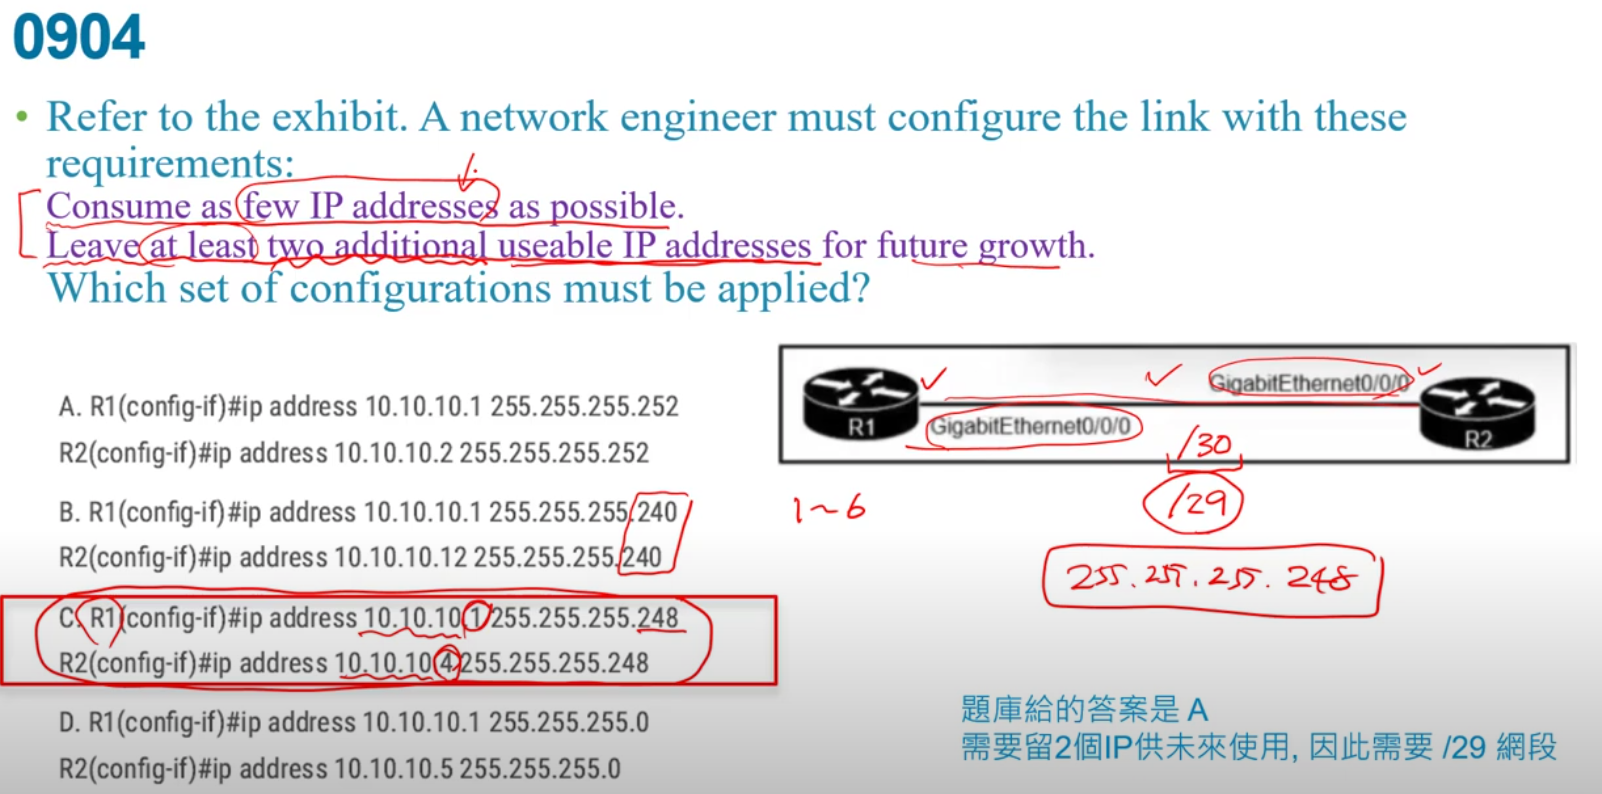 0904
• Refer to the exhibit. A network engineer must configure the link with these
requirements:
Consume as few IP addresses as possible.
Leave at least two additional useable IP addresses for future growth.
Which set of configurations must be applied?
A. R1(config-if)#ip address 10.10.10.1 255.255.255.252
R2(config-if)#ip address 10.10.10.2 255.255.255.252
B. R1(config-if)#ip address 10.10.10.1 255.255.255.240
R2(config-if)#ip address 10.10.10.12 255.255.255.240
C. R1(config-if)#ip address 10.10.10.1 255.255.255.248
R2(config-if)#ip address 10.10.10.4 255.255.255.248
D. R1(config-if)#ip address 10.10.10.1 255.255.255.0
R2(config-if)#ip address 10.10.10.5 255.255.255.0
GigabitEthernet0/0/0
R1
GigabitEthernet0/0/0
R2
/30
1~6
/29
255.255.255.248
題庫給的答案是 A
需要留2個IP供未來使用, 因此需要 /29 網段